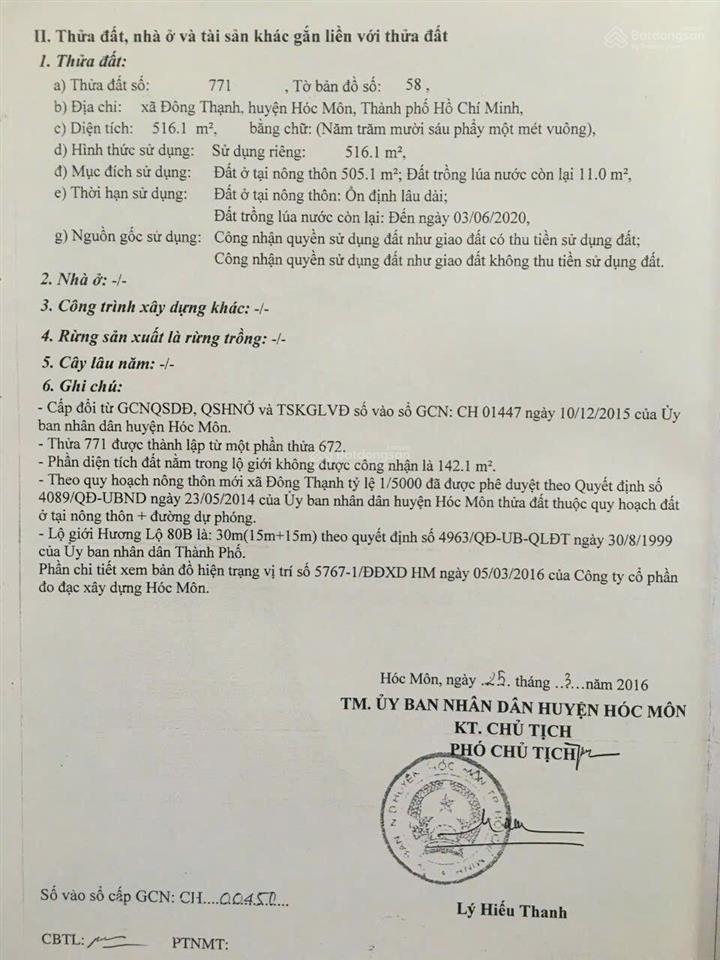 Batdongsan
II. Thửa đất, nhà ở và tài sản khác gắn liền với thửa đất
1. Thửa đất:
a) Thửa đất số: 771 , Tờ bản đồ số: 58 ,
b) Địa chỉ: xã Đông Thạnh, huyện Hóc Môn, Thành phố Hồ Chí Minh,
c) Diện tích: 516.1 m², bằng chữ: (Năm trăm mười sáu phẩy một mét vuông),
d) Hình thức sử dụng: Sử dụng riêng: 516.1 m²,
đ) Mục đích sử dụng: Đất ở tại nông thôn 505.1 m²; Đất trồng lúa nước còn lại 11.0 m²,
e) Thời hạn sử dụng: Đất ở tại nông thôn: Ổn định lâu dài;
Đất trồng lúa nước còn lại: Đến ngày 03/06/2020,
g) Nguồn gốc sử dụng: Công nhận quyền sử dụng đất như giao đất có thu tiền sử dụng đất;
Công nhận quyền sử dụng đất như giao đất không thu tiền sử dụng đất.
2. Nhà ở: -/-
3. Công trình xây dựng khác: -/-
4. Rừng sản xuất là rừng trồng: -/-
5. Cây lâu năm: -/-
6. Ghi chú:
- Cấp đổi từ GCNQSDĐ, QSHNỞ và TSKGLVĐ số vào sổ GCN: CH 01447 ngày 10/12/2015 của Ủy
ban nhân dân huyện Hóc Môn.
- Thửa 771 được thành lập từ một phần thửa 672.
Batdongsan
- Phần diện tích đất nằm trong lộ giới không được công nhận là 142.1 m².
- Theo quy hoạch nông thôn mới xã Đông Thạnh tỷ lệ 1/5000 đã được phê duyệt theo Quyết định số
4089/QĐ-UBND ngày 23/05/2014 của Ủy ban nhân dân huyện Hóc Môn thửa đất thuộc quy hoạch đất
ở tại nông thôn + đường dự phóng.
- Lộ giới Hương Lộ 80B là: 30m(15m+15m) theo quyết định số 4963/QĐ-UB-QLĐT ngày 30/8/1999
của Ủy ban nhân dân Thành Phố.
Phần chi tiết xem bản đồ hiện trạng vị trí số 5767-1/ĐĐXD HM ngày 05/03/2016 của Công ty cổ phần
đo đạc xây dựng Hóc Môn.
Hóc Môn, ngày 25 tháng 3 năm 2016
TM. ỦY BAN NHÂN DÂN HUYỆN HÓC MÔN
KT. CHỦ TỊCH
PHÓ CHỦ TỊCH
Lý Hiếu Thanh
Số vào sổ cấp GCN: CH....00450...
CBTL: PTNMT:
2